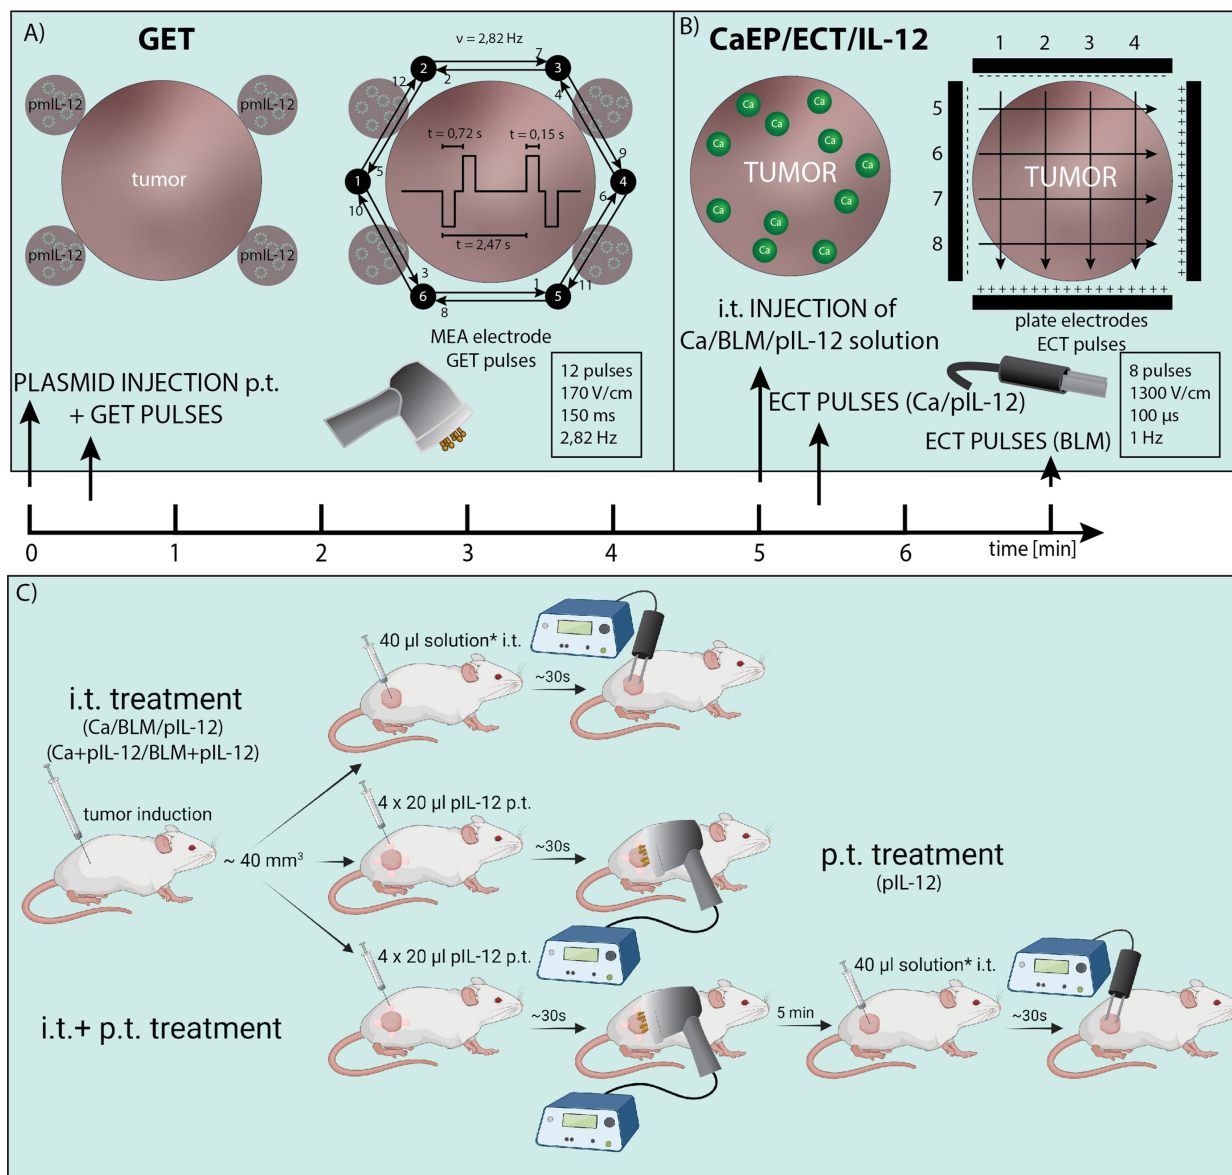 A)
GET
pmIL-12
pmIL-12
tumor
pmIL-12
pmIL-12
ν = 2,82 Hz
7
2
3
12
2
4
t = 0,72 s
t = 0,15 s
5
9
1
4
10
6
t = 2,47 s
3
1
11
6
5
8
MEA electrode
GET pulses
12 pulses
170 V/cm
150 ms
2,82 Hz
PLASMID INJECTION p.t.
+ GET PULSES
B)
CaEP/ECT/IL-12
Ca
Ca
Ca
Ca
Ca
Ca
TUMOR
Ca
Ca
Ca
Ca
Ca
1 2 3 4
5
6
7
8
TUMOR
- - - - - - - - - - - - - - - - - -
+ + + + + + + + + + + + + + + + + +
i.t. INJECTION of
Ca/BLM/pIL-12 solution
plate electrodes
ECT pulses
ECT PULSES (Ca/pIL-12)
ECT PULSES (BLM)
8 pulses
1300 V/cm
100 µs
1 Hz
0 1 2 3 4 5 6 time [min]
C)
i.t. treatment
(Ca/BLM/pIL-12)
(Ca+pIL-12/BLM+pIL-12)
40 µl solution* i.t.
~30s
tumor induction
~ 40 mm³
4 x 20 µl pIL-12 p.t.
~30s
p.t. treatment
(pIL-12)
i.t.+ p.t. treatment
4 x 20 µl pIL-12 p.t.
~30s
5 min
40 µl solution* i.t.
~30s